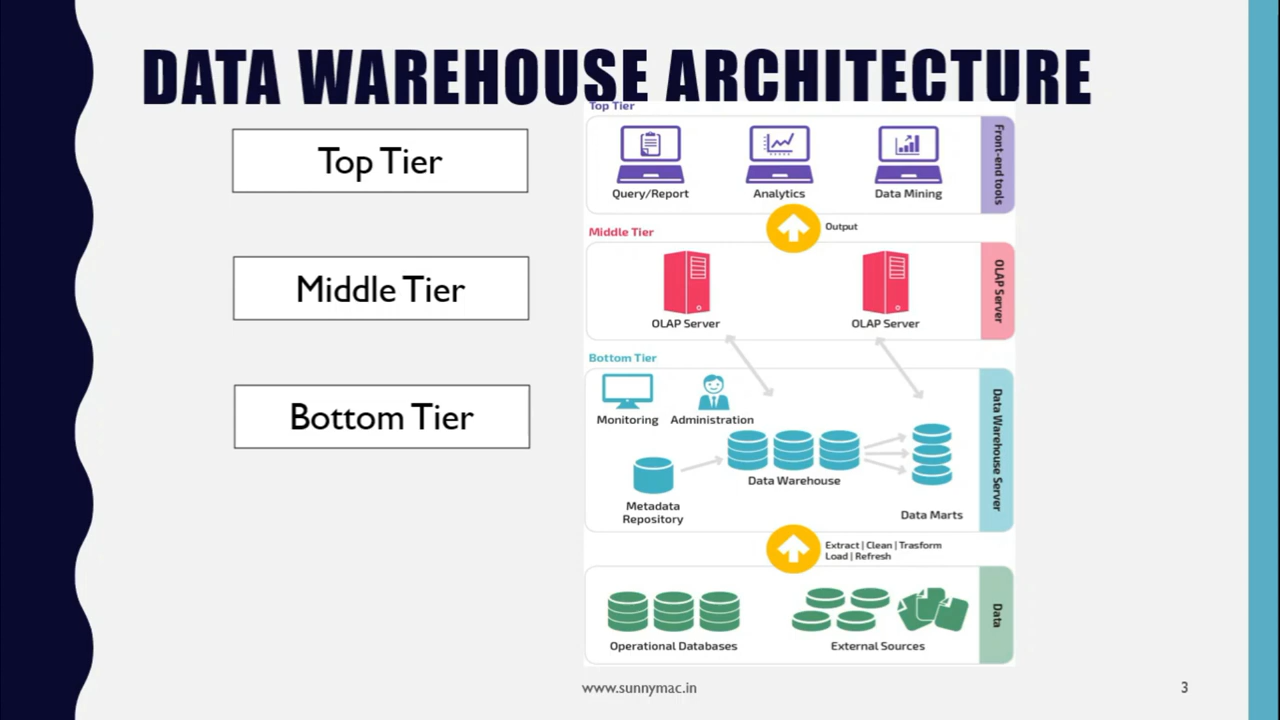 DATA WAREHOUSE ARCHITECTURE
Top Tier
Middle Tier
Bottom Tier
Top Tier
Query/Report
Analytics
Data Mining
Front-end tools
Output
Middle Tier
OLAP Server
OLAP Server
OLAP Server
Bottom Tier
Monitoring
Administration
Data Warehouse
Metadata
Repository
Data Marts
Data Warehouse Server
Extract | Clean | Trasform
Load | Refresh
Operational Databases
External Sources
Data
www.sunnymac.in
3